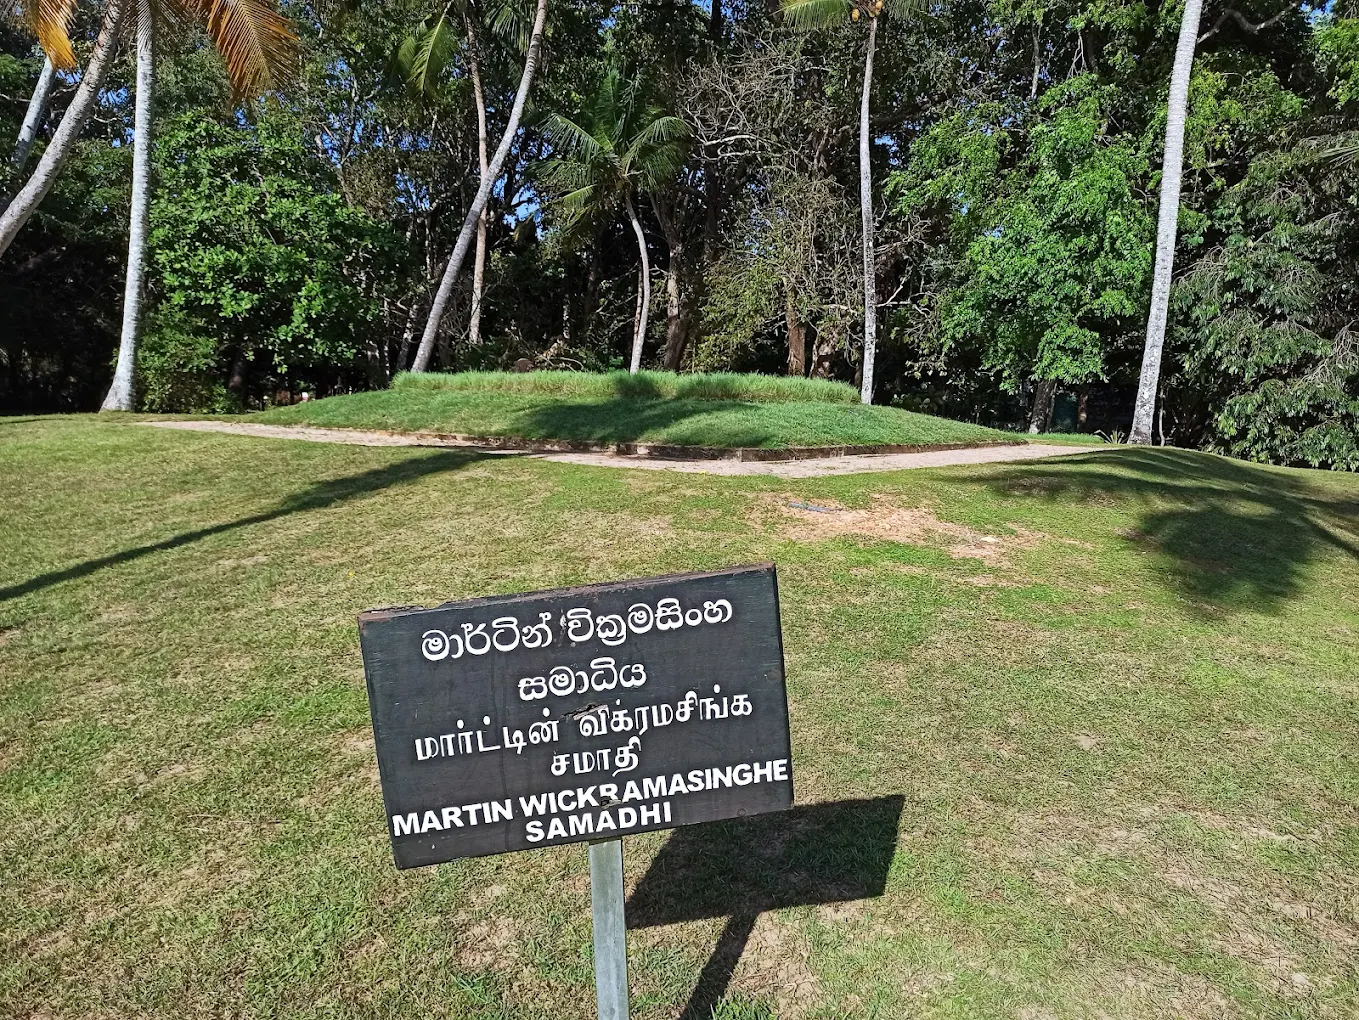 මාර්ටින් වික්‍රමසිංහ
සමාධිය
மார்ட்டின் விக்ரமசிங்க
சமாதி
MARTIN WICKRAMASINGHE
SAMADHI